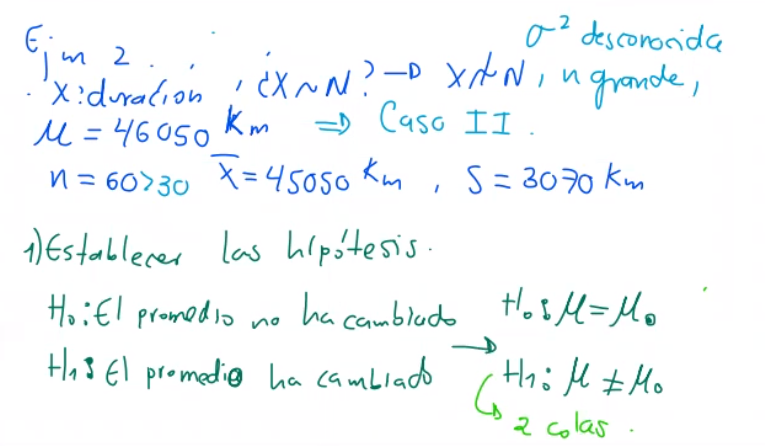 Ejm 2.
σ² desconocida
X: duración, ¿X ~ N? → X ≁ N, n grande,
μ = 46050 Km ⇒ Caso II.
n = 60 > 30 X̄ = 45050 Km, S = 3070 Km
1) Establecer las hipótesis.
H₀: El promedio no ha cambiado H₀: μ = μ₀
H₁: El promedio ha cambiado → H₁: μ ≠ μ₀
↳ 2 colas.